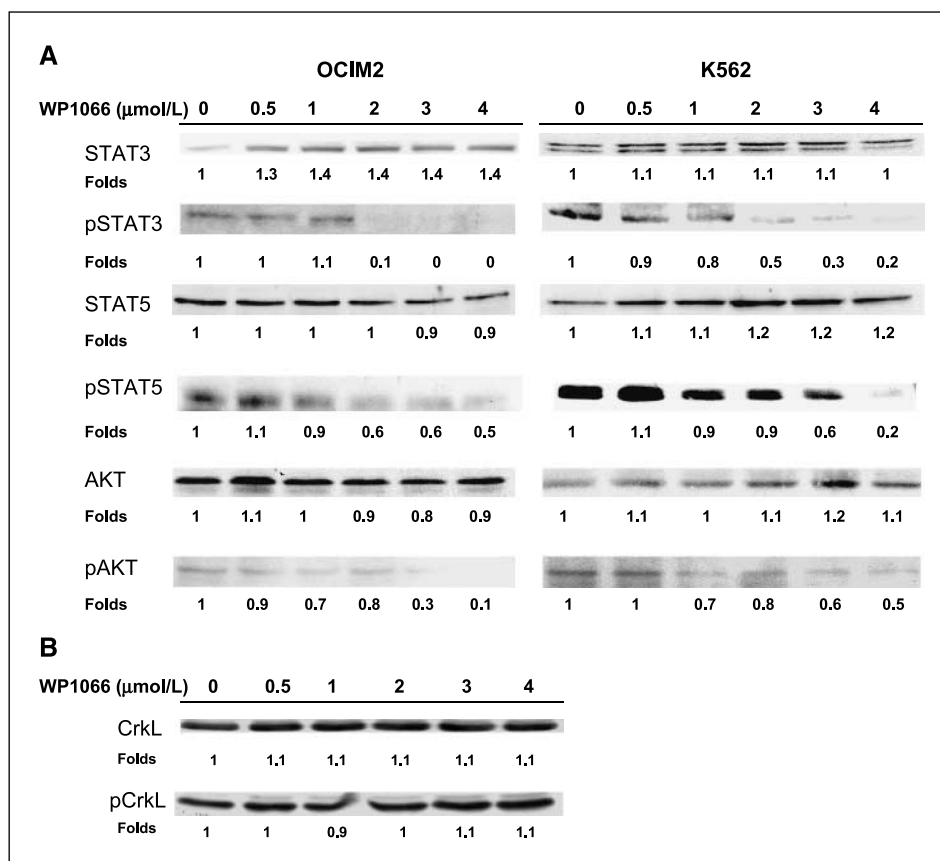 A
OCIM2 K562
WP1066 (μmol/L) 0 0.5 1 2 3 4 0 0.5 1 2 3 4
STAT3
Folds 1 1.3 1.4 1.4 1.4 1.4 1 1.1 1.1 1.1 1.1 1
pSTAT3
Folds 1 1 1.1 0.1 0 0 1 0.9 0.8 0.5 0.3 0.2
STAT5
Folds 1 1 1 1 0.9 0.9 1 1.1 1.1 1.2 1.2 1.2
pSTAT5
Folds 1 1.1 0.9 0.6 0.6 0.5 1 1.1 0.9 0.9 0.6 0.2
AKT
Folds 1 1.1 1 0.9 0.8 0.9 1 1.1 1 1.1 1.2 1.1
pAKT
Folds 1 0.9 0.7 0.8 0.3 0.1 1 1 0.7 0.8 0.6 0.5
B
WP1066 (μmol/L) 0 0.5 1 2 3 4
CrkL
Folds 1 1.1 1.1 1.1 1.1 1.1
pCrkL
Folds 1 1 0.9 1 1.1 1.1